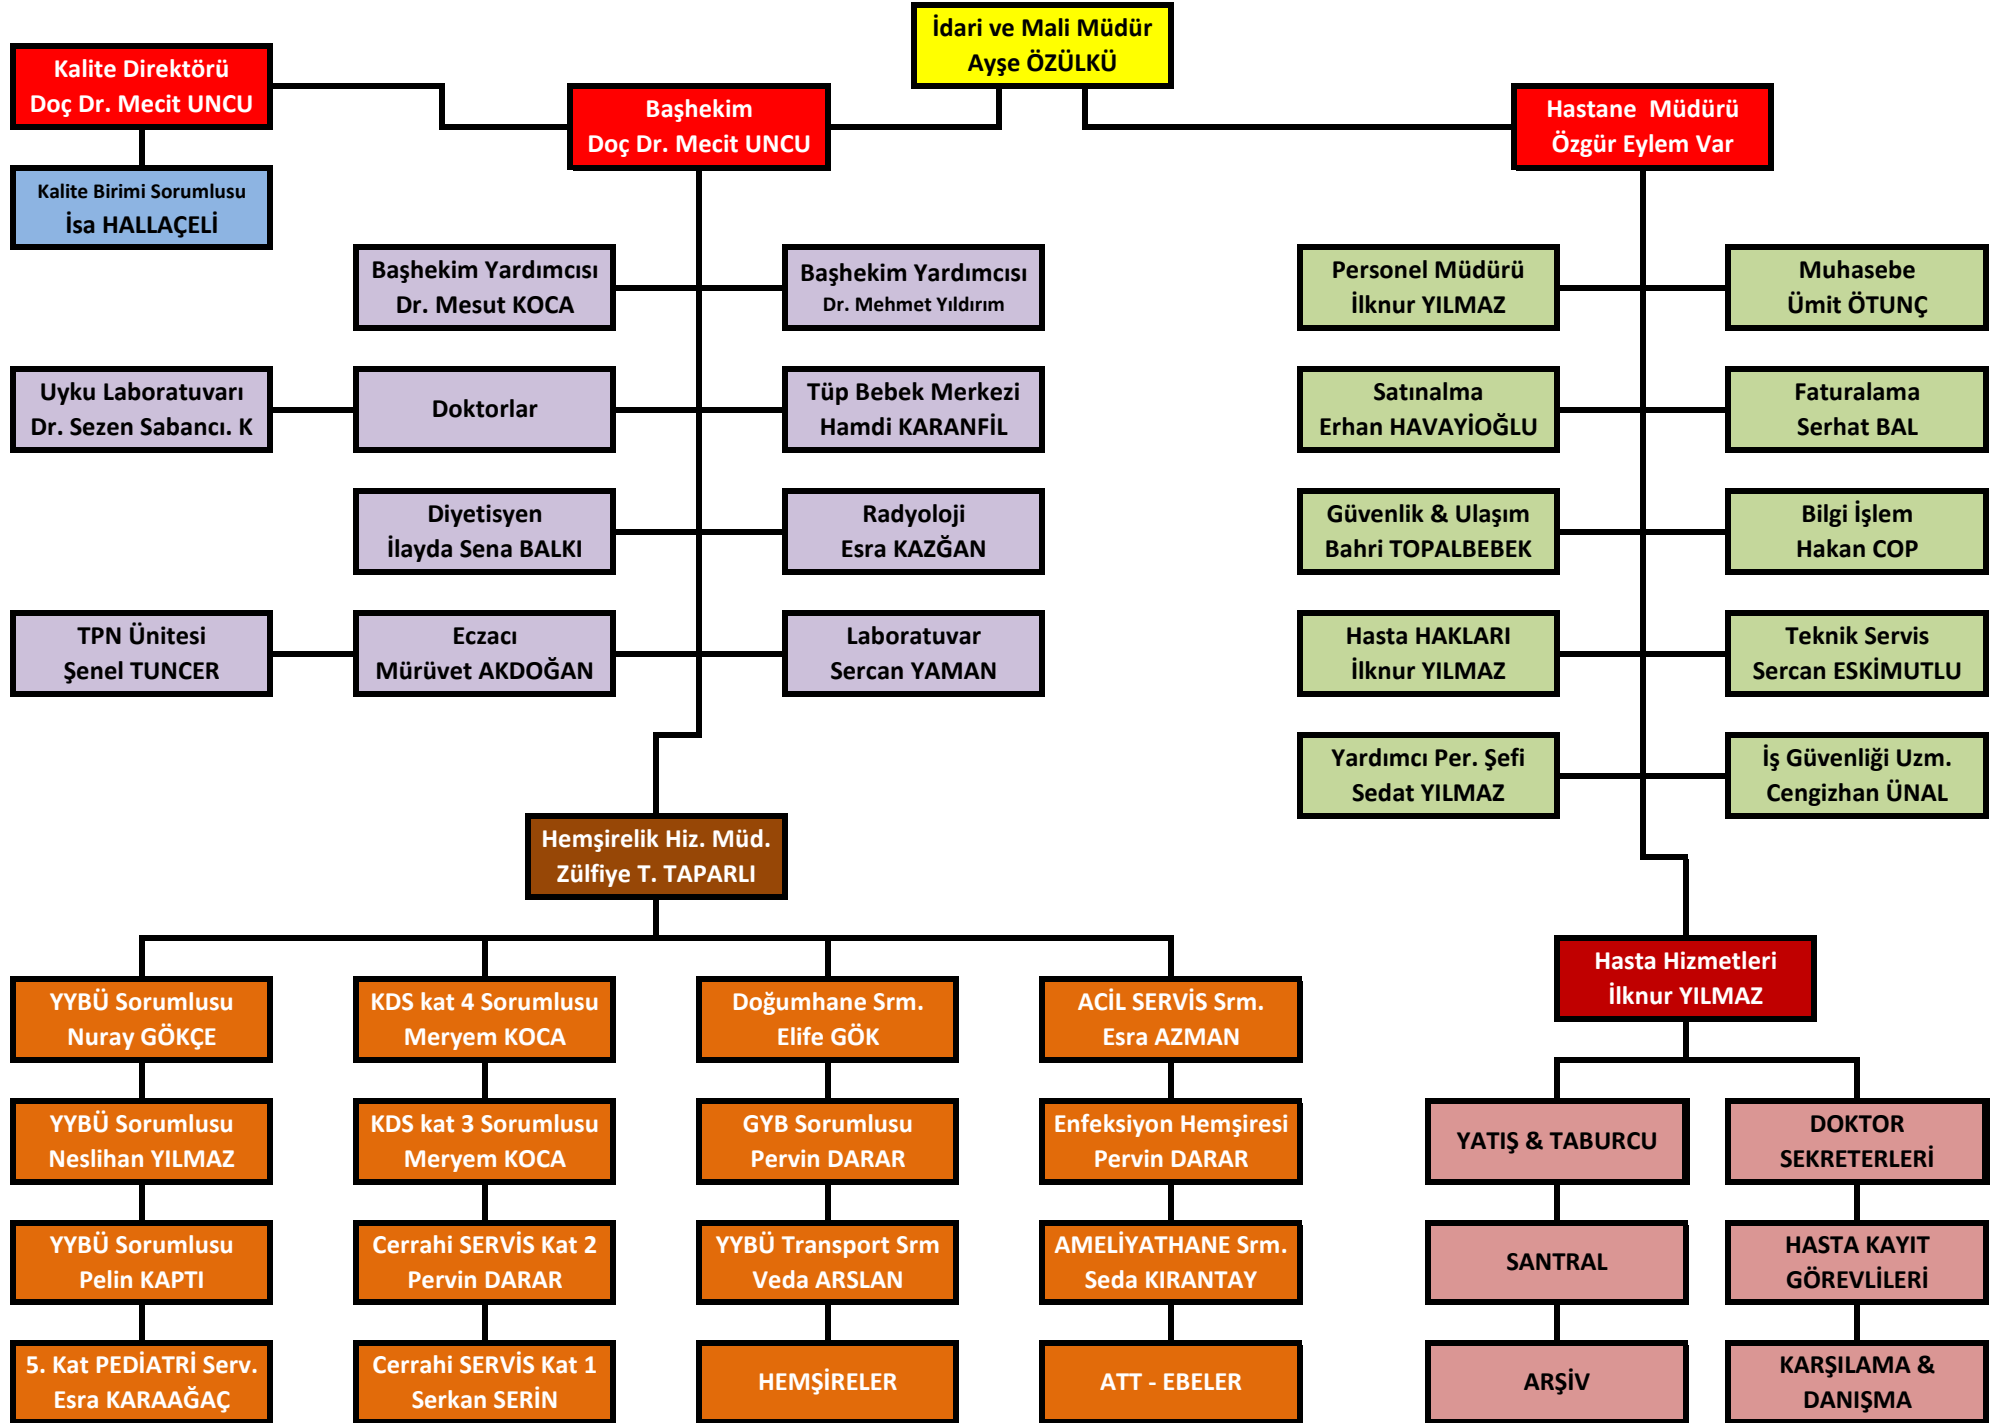 İdari ve Mali Müdür
Ayşe ÖZÜLKÜ
Kalite Direktörü
Doç Dr. Mecit UNCU
Başhekim
Doç Dr. Mecit UNCU
Hastane  Müdürü
Özgür Eylem Var
Kalite Birimi Sorumlusu
İsa HALLAÇELİ
Başhekim Yardımcısı
Dr. Mesut KOCA
Başhekim Yardımcısı
Dr. Mehmet Yıldırım
Personel Müdürü
İlknur YILMAZ
Muhasebe
Ümit ÖTUNÇ
Uyku Laboratuvarı
Dr. Sezen Sabancı. K
Doktorlar
Tüp Bebek Merkezi
Hamdi KARANFİL
Satınalma
Erhan HAVAYİOĞLU
Faturalama
Serhat BAL
Diyetisyen
İlayda Sena BALKI
Radyoloji
Esra KAZĞAN
Güvenlik & Ulaşım
Bahri TOPALBEBEK
Bilgi İşlem
Hakan COP
TPN Ünitesi
Şenel TUNCER
Eczacı
Mürüvet AKDOĞAN
Laboratuvar
Sercan YAMAN
Hasta HAKLARI
İlknur YILMAZ
Teknik Servis
Sercan ESKİMUTLU
Yardımcı Per. Şefi
Sedat YILMAZ
İş Güvenliği Uzm.
Cengizhan ÜNAL
Hemşirelik Hiz. Müd.
Zülfiye T. TAPARLI
Hasta Hizmetleri
İlknur YILMAZ
YYBÜ Sorumlusu
Nuray GÖKÇE
KDS kat 4 Sorumlusu
Meryem KOCA
Doğumhane Srm.
Elife GÖK
ACİL SERVİS Srm.
Esra AZMAN
YYBÜ Sorumlusu
Neslihan YILMAZ
KDS kat 3 Sorumlusu
Meryem KOCA
GYB Sorumlusu
Pervin DARAR
Enfeksiyon Hemşiresi
Pervin DARAR
YATIŞ & TABURCU
DOKTOR
SEKRETERLERİ
YYBÜ Sorumlusu
Pelin KAPTI
Cerrahi SERVİS Kat 2
Pervin DARAR
YYBÜ Transport Srm
Veda ARSLAN
AMELİYATHANE Srm.
Seda KIRANTAY
SANTRAL
HASTA KAYIT
GÖREVLİLERİ
5. Kat PEDİATRİ Serv.
Esra KARAAĞAÇ
Cerrahi SERVİS Kat 1
Serkan SERİN
HEMŞİRELER
ATT - EBELER
ARŞİV
KARŞILAMA &
DANIŞMA